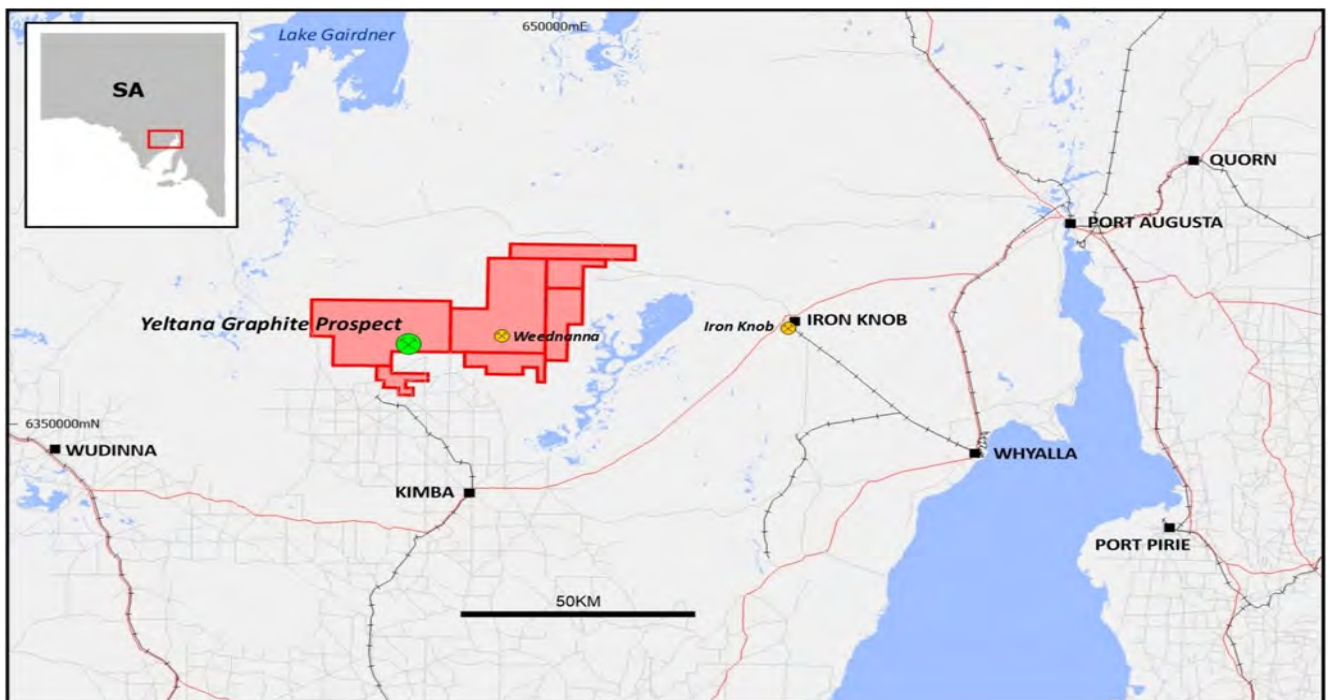 Lake Gairdner
650000mE
SA
QUORN
PORT AUGUSTA
Yeltana Graphite Prospect
Weednanna
Iron Knob
IRON KNOB
6350000mN
WUDINNA
WHYALLA
KIMBA
PORT PIRIE
50KM